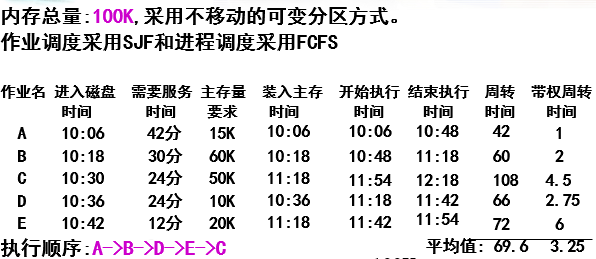 内存总量:100K,采用不移动的可变分区方式。
作业调度采用SJF和进程调度采用FCFS
作业名 进入磁盘时间 需要服务时间 主存量要求 装入主存时间 开始执行时间 结束执行时间 周转时间 带权周转时间
A 10:06 42分 15K 10:06 10:06 10:48 42 1
B 10:18 30分 60K 10:18 10:48 11:18 60 2
C 10:30 24分 50K 11:18 11:54 12:18 108 4.5
D 10:36 24分 10K 10:36 11:18 11:42 66 2.75
E 10:42 12分 20K 11:18 11:42 11:54 72 6
执行顺序:A->B->D->E->C 平均值: 69.6 3.25